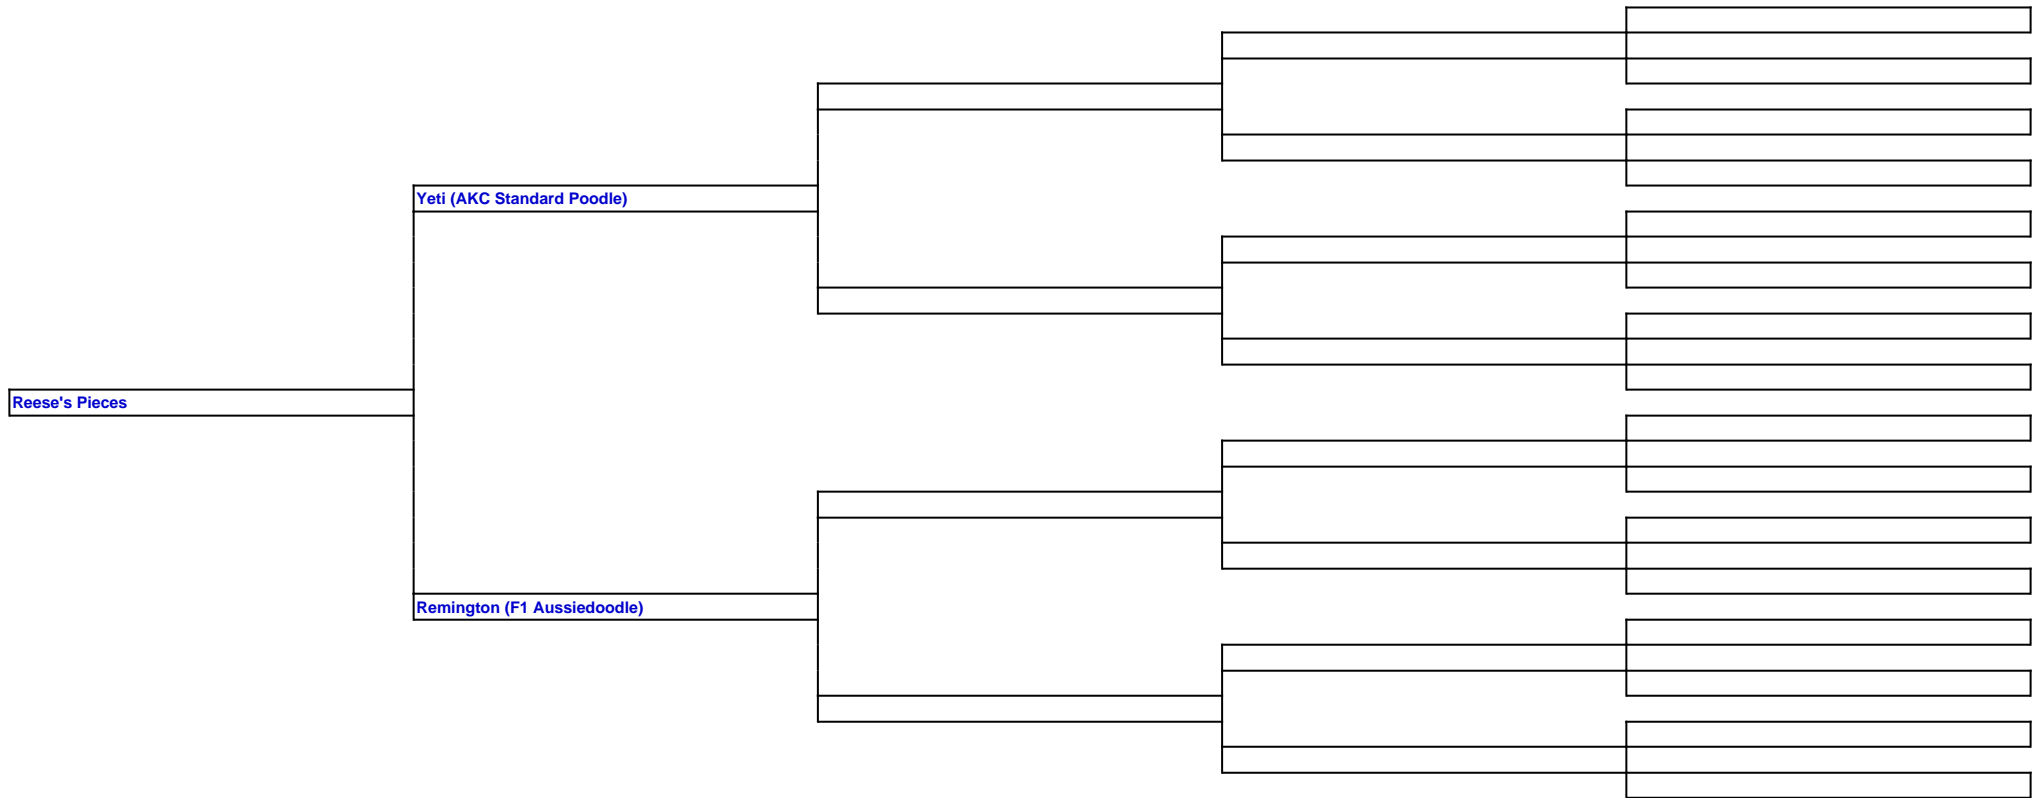 Yeti (AKC Standard Poodle)
Reese's Pieces
Remington (F1 Aussiedoodle)